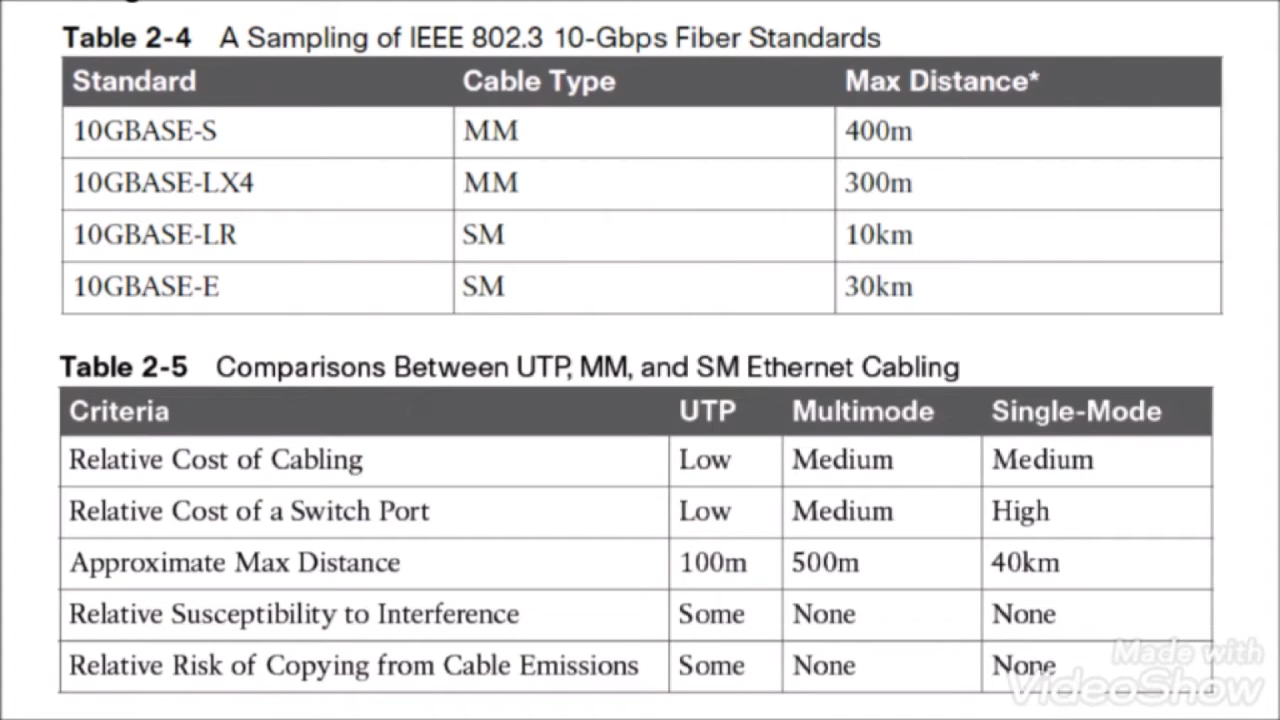 Table 2-4 A Sampling of IEEE 802.3 10-Gbps Fiber Standards
Standard Cable Type Max Distance*
10GBASE-S MM 400m
10GBASE-LX4 MM 300m
10GBASE-LR SM 10km
10GBASE-E SM 30km
Table 2-5 Comparisons Between UTP, MM, and SM Ethernet Cabling
Criteria UTP Multimode Single-Mode
Relative Cost of Cabling Low Medium Medium
Relative Cost of a Switch Port Low Medium High
Approximate Max Distance 100m 500m 40km
Relative Susceptibility to Interference Some None None
Relative Risk of Copying from Cable Emissions Some None None
Made with
VideoShow